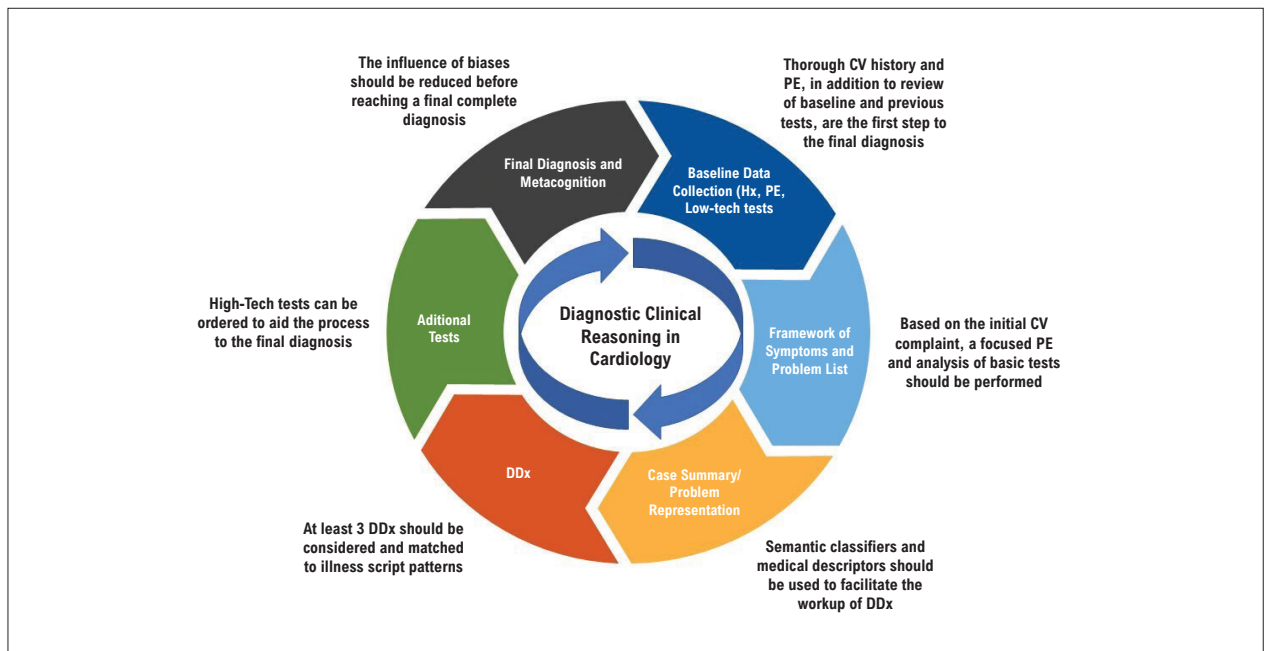 The influence of biases
should be reduced before
reaching a final complete
diagnosis
Thorough CV history and
PE, in addition to review
of baseline and previous
tests, are the first step to
the final diagnosis
Final Diagnosis and
Metacognition
Baseline Data
Collection (Hx, PE,
Low-tech tests
High-Tech tests can be
ordered to aid the process
to the final diagnosis
Aditional
Tests
Diagnostic Clinical
Reasoning in
Cardiology
Framework of
Symptoms and
Problem List
Based on the initial CV
complaint, a focused PE
and analysis of basic tests
should be performed
DDx
Case Summary/
Problem
Representation
At least 3 DDx should be
considered and matched
to illness script patterns
Semantic classifiers and
medical descriptors should
be used to facilitate the
workup of DDx